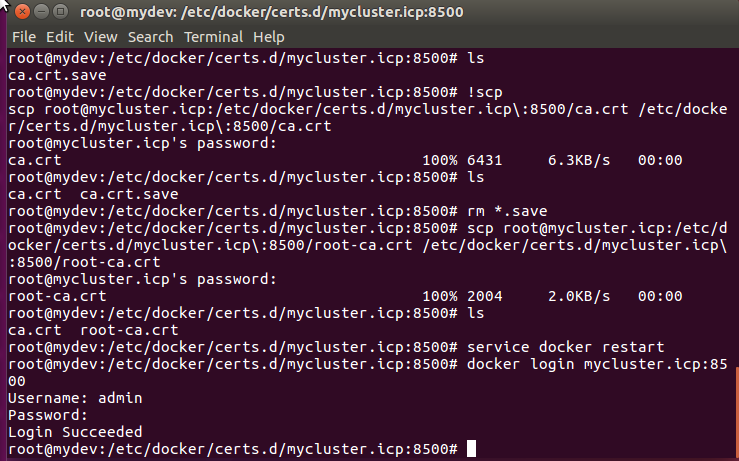 root@mydev: /etc/docker/certs.d/mycluster.icp:8500
File Edit View Search Terminal Help
root@mydev:/etc/docker/certs.d/mycluster.icp:8500# ls
ca.crt.save
root@mydev:/etc/docker/certs.d/mycluster.icp:8500# !scp
scp root@mycluster.icp:/etc/docker/certs.d/mycluster.icp\:8500/ca.crt /etc/docke
r/certs.d/mycluster.icp\:8500/ca.crt
root@mycluster.icp's password:
ca.crt 100% 6431 6.3KB/s 00:00
root@mydev:/etc/docker/certs.d/mycluster.icp:8500# ls
ca.crt ca.crt.save
root@mydev:/etc/docker/certs.d/mycluster.icp:8500# rm *.save
root@mydev:/etc/docker/certs.d/mycluster.icp:8500# scp root@mycluster.icp:/etc/d
ocker/certs.d/mycluster.icp\:8500/root-ca.crt /etc/docker/certs.d/mycluster.icp\
:8500/root-ca.crt
root@mycluster.icp's password:
root-ca.crt 100% 2004 2.0KB/s 00:00
root@mydev:/etc/docker/certs.d/mycluster.icp:8500# ls
ca.crt root-ca.crt
root@mydev:/etc/docker/certs.d/mycluster.icp:8500# service docker restart
root@mydev:/etc/docker/certs.d/mycluster.icp:8500# docker login mycluster.icp:85
00
Username: admin
Password:
Login Succeeded
root@mydev:/etc/docker/certs.d/mycluster.icp:8500#